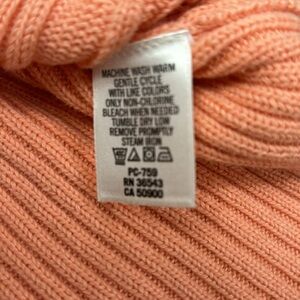 MACHINE WASH WARM
GENTLE CYCLE
WITH LIKE COLORS
ONLY NON-CHLORINE
BLEACH WHEN NEEDED
TUMBLE DRY LOW
REMOVE PROMPTLY
STEAM IRON
PC-759
RN 36543
CA 50900